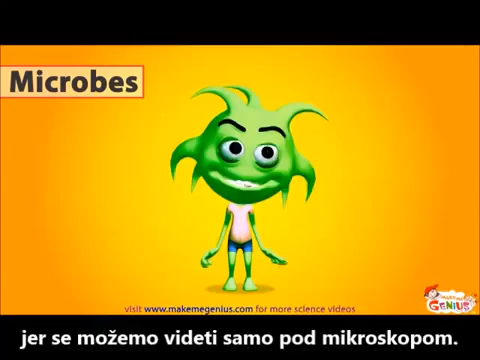 Microbes
make me
GENIUS
visit www.makemegenius.com for more science videos
jer se možemo videti samo pod mikroskopom.